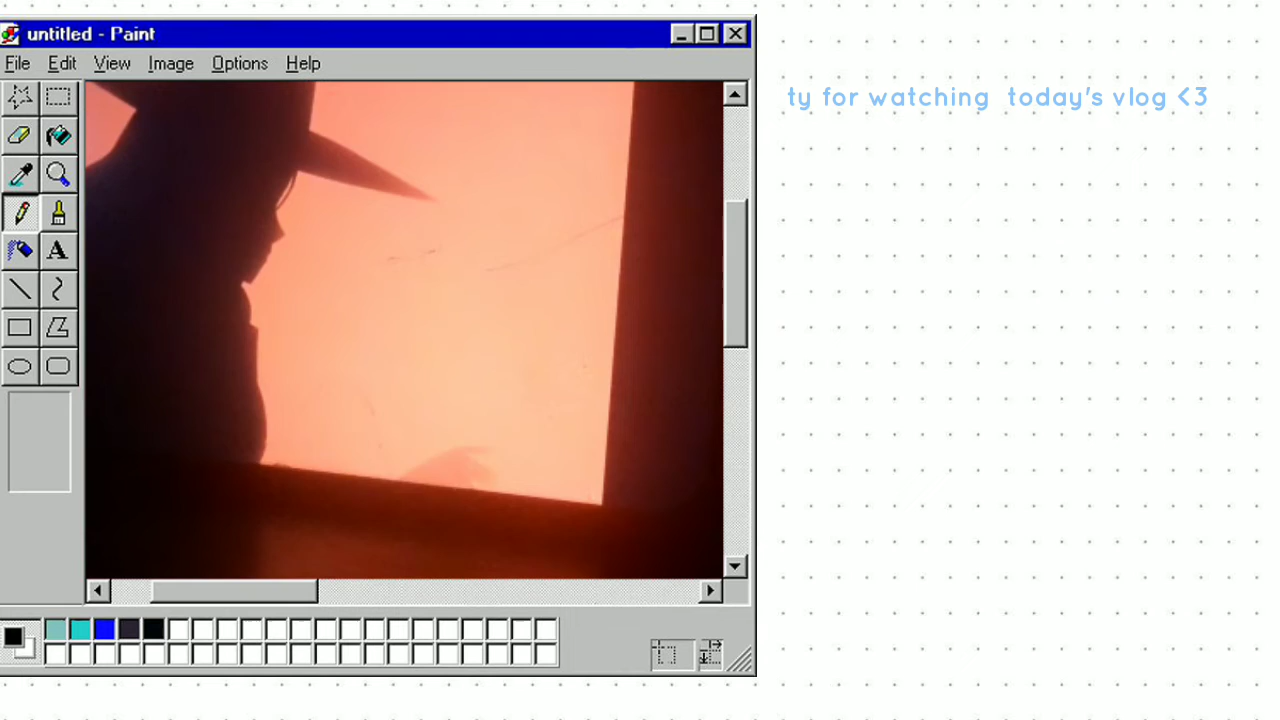 untitled - Paint
File Edit View Image Options Help
ty for watching today's vlog <3
A